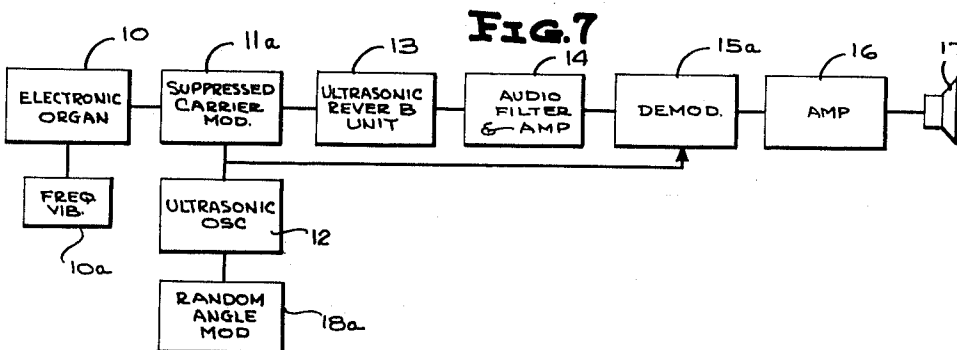 FIG.7
10
11a
13
14
15a
16
17
ELECTRONIC
ORGAN
SUPPRESSED
CARRIER
MOD.
ULTRASONIC
REVER B
UNIT
AUDIO
FILTER
& AMP
DEMOD.
AMP
FREQ.
VIB.
10a
ULTRASONIC
OSC
12
RANDOM
ANGLE
MOD
18a